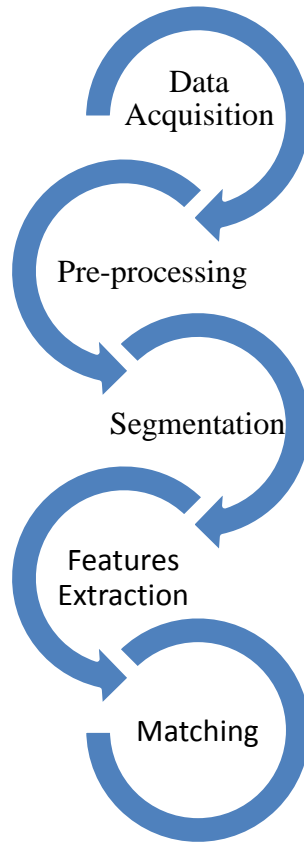 Data
Acquisition
Pre-processing
Segmentation
Features
Extraction
Matching